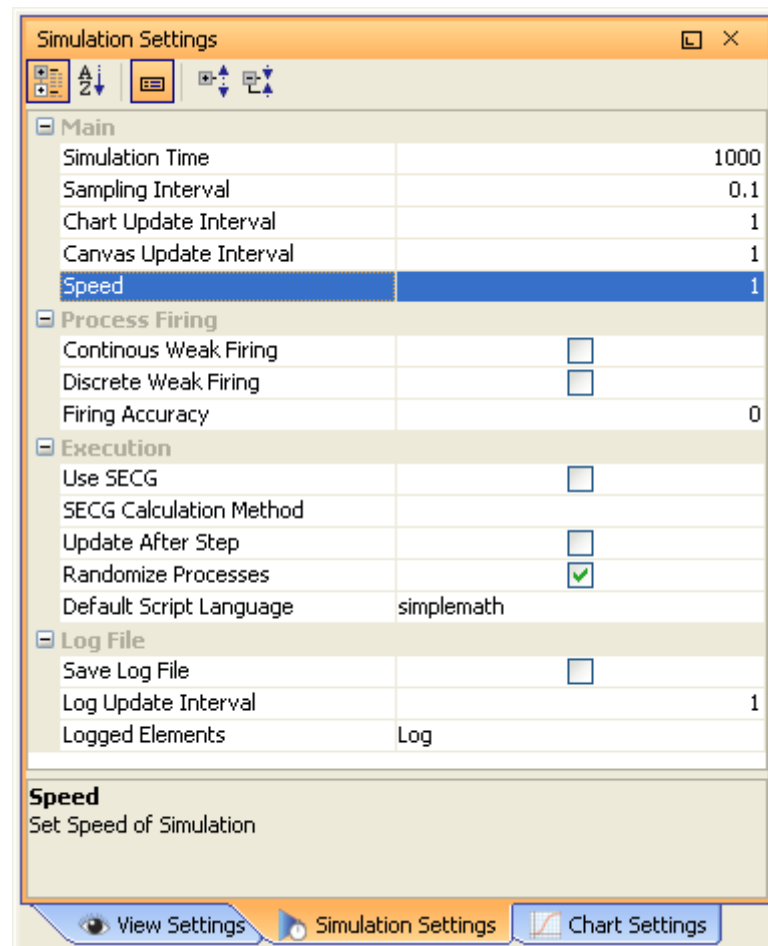 Simulation Settings
Main
Simulation Time 1000
Sampling Interval 0.1
Chart Update Interval 1
Canvas Update Interval 1
Speed 1
Process Firing
Continous Weak Firing
Discrete Weak Firing
Firing Accuracy 0
Execution
Use SECG
SECG Calculation Method
Update After Step
Randomize Processes
Default Script Language simplemath
Log File
Save Log File
Log Update Interval 1
Logged Elements Log
Speed
Set Speed of Simulation
View Settings Simulation Settings Chart Settings